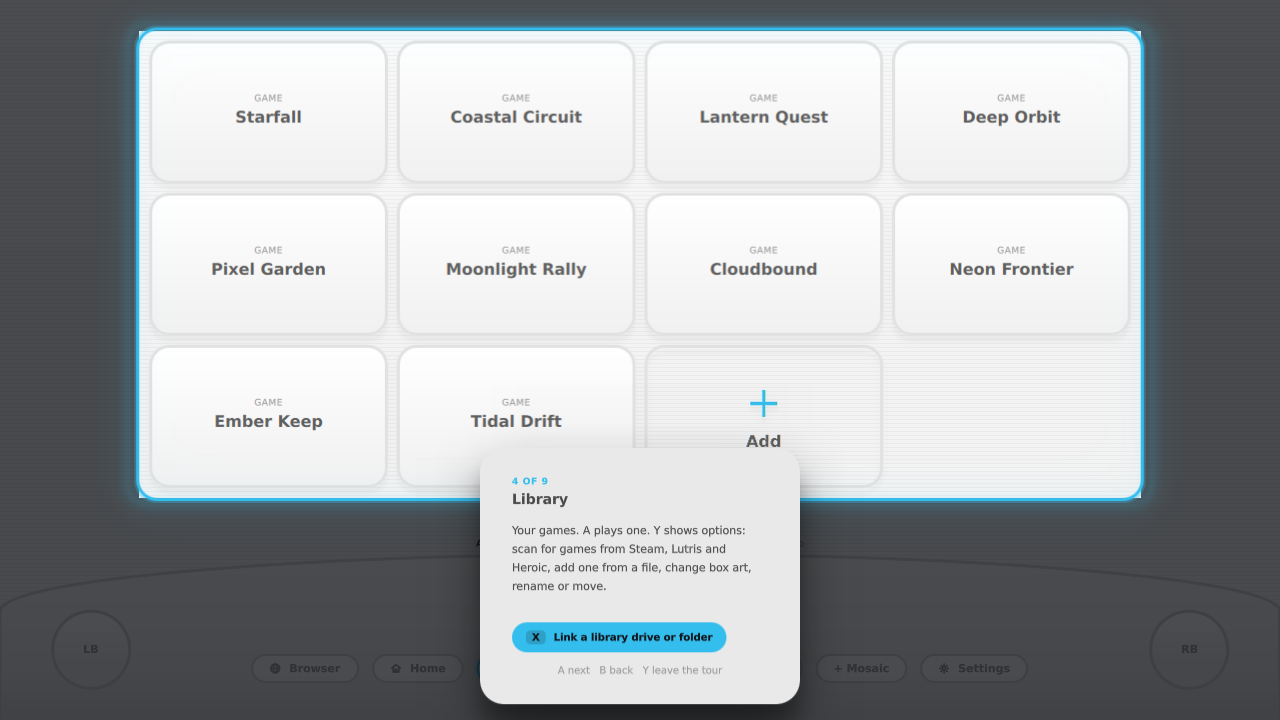 GAME
Starfall
GAME
Coastal Circuit
GAME
Lantern Quest
GAME
Deep Orbit
GAME
Pixel Garden
GAME
Moonlight Rally
GAME
Cloudbound
GAME
Neon Frontier
GAME
Ember Keep
GAME
Tidal Drift
Add
4 OF 9
Library
Your games. A plays one. Y shows options:
scan for games from Steam, Lutris and
Heroic, add one from a file, change box art,
rename or move.
X Link a library drive or folder
A next B back Y leave the tour
LB
Browser
Home
+ Mosaic
Settings
RB